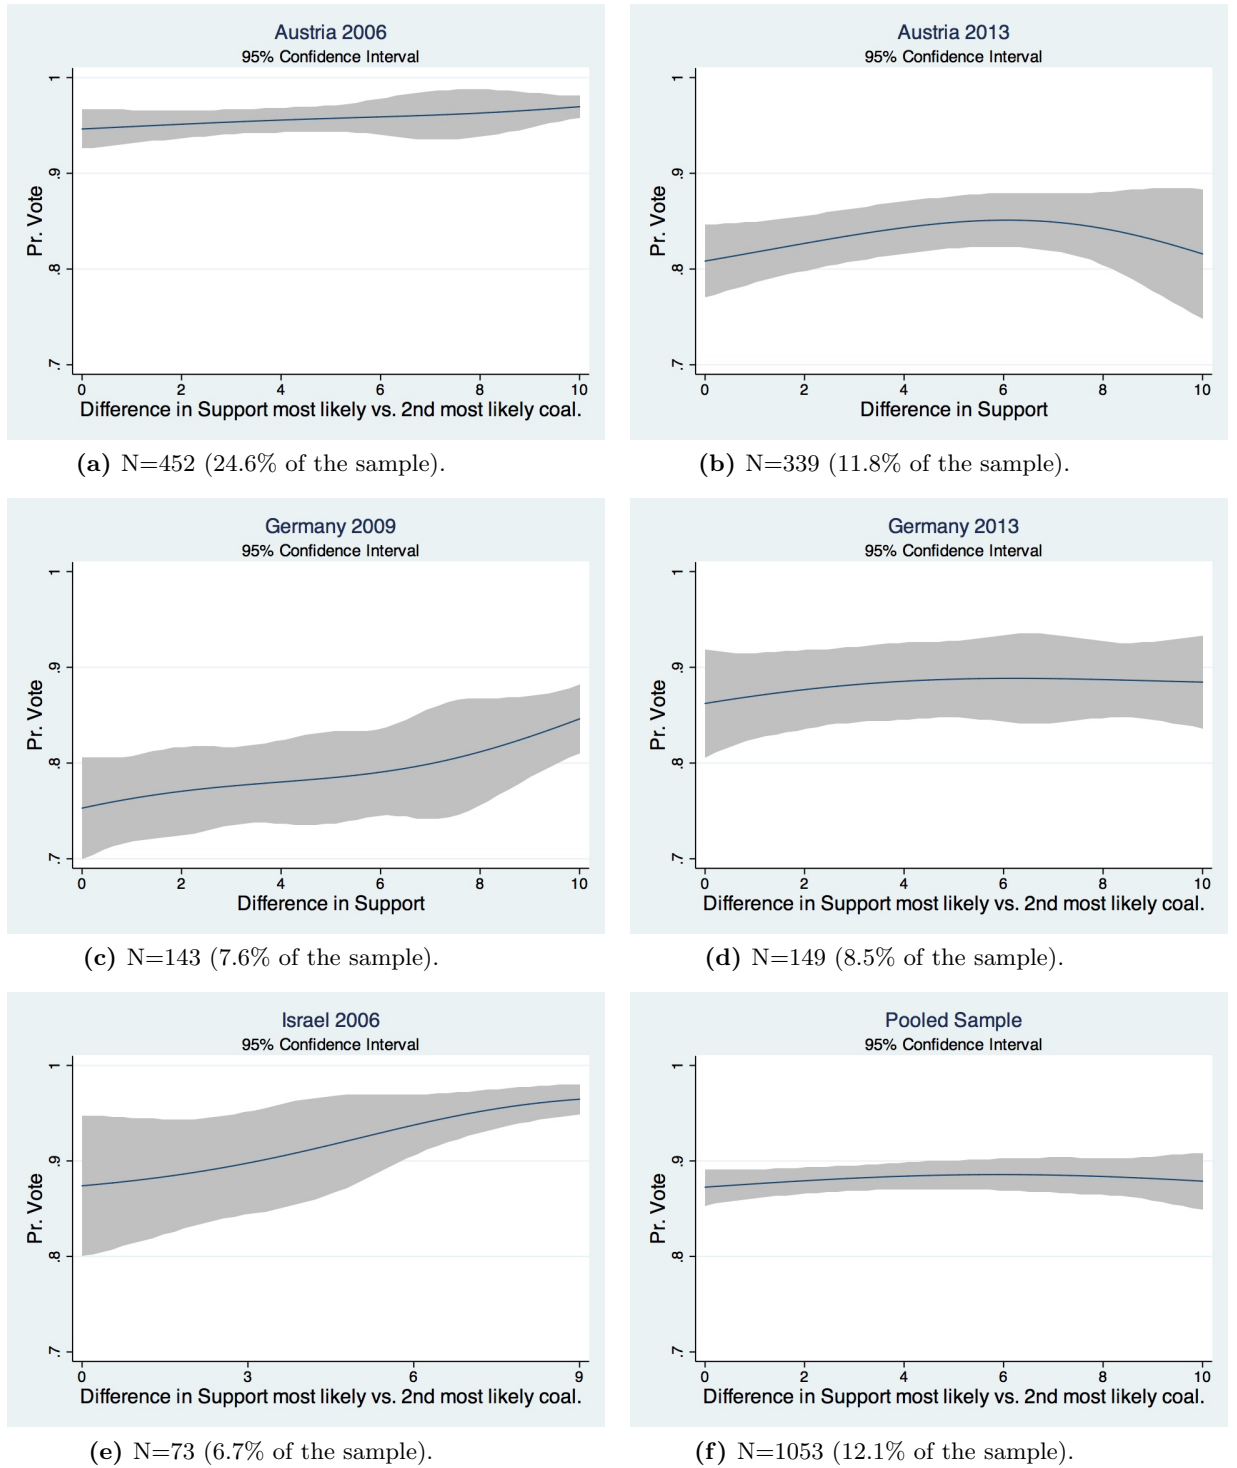 Austria 2006
95% Confidence Interval
Pr. Vote
1
.9
.8
.7
0 2 4 6 8 10
Difference in Support most likely vs. 2nd most likely coal.
(a) N=452 (24.6% of the sample).
Austria 2013
95% Confidence Interval
Pr. Vote
1
.9
.8
.7
0 2 4 6 8 10
Difference in Support
(b) N=339 (11.8% of the sample).
Germany 2009
95% Confidence Interval
Pr. Vote
1
.9
.8
.7
0 2 4 6 8 10
Difference in Support
(c) N=143 (7.6% of the sample).
Germany 2013
95% Confidence Interval
Pr. Vote
1
.9
.8
.7
0 2 4 6 8 10
Difference in Support most likely vs. 2nd most likely coal.
(d) N=149 (8.5% of the sample).
Israel 2006
95% Confidence Interval
Pr. Vote
1
.9
.8
.7
0 3 6 9
Difference in Support most likely vs. 2nd most likely coal.
(e) N=73 (6.7% of the sample).
Pooled Sample
95% Confidence Interval
Pr. Vote
1
.9
.8
.7
0 2 4 6 8 10
Difference in Support most likely vs. 2nd most likely coal.
(f) N=1053 (12.1% of the sample).